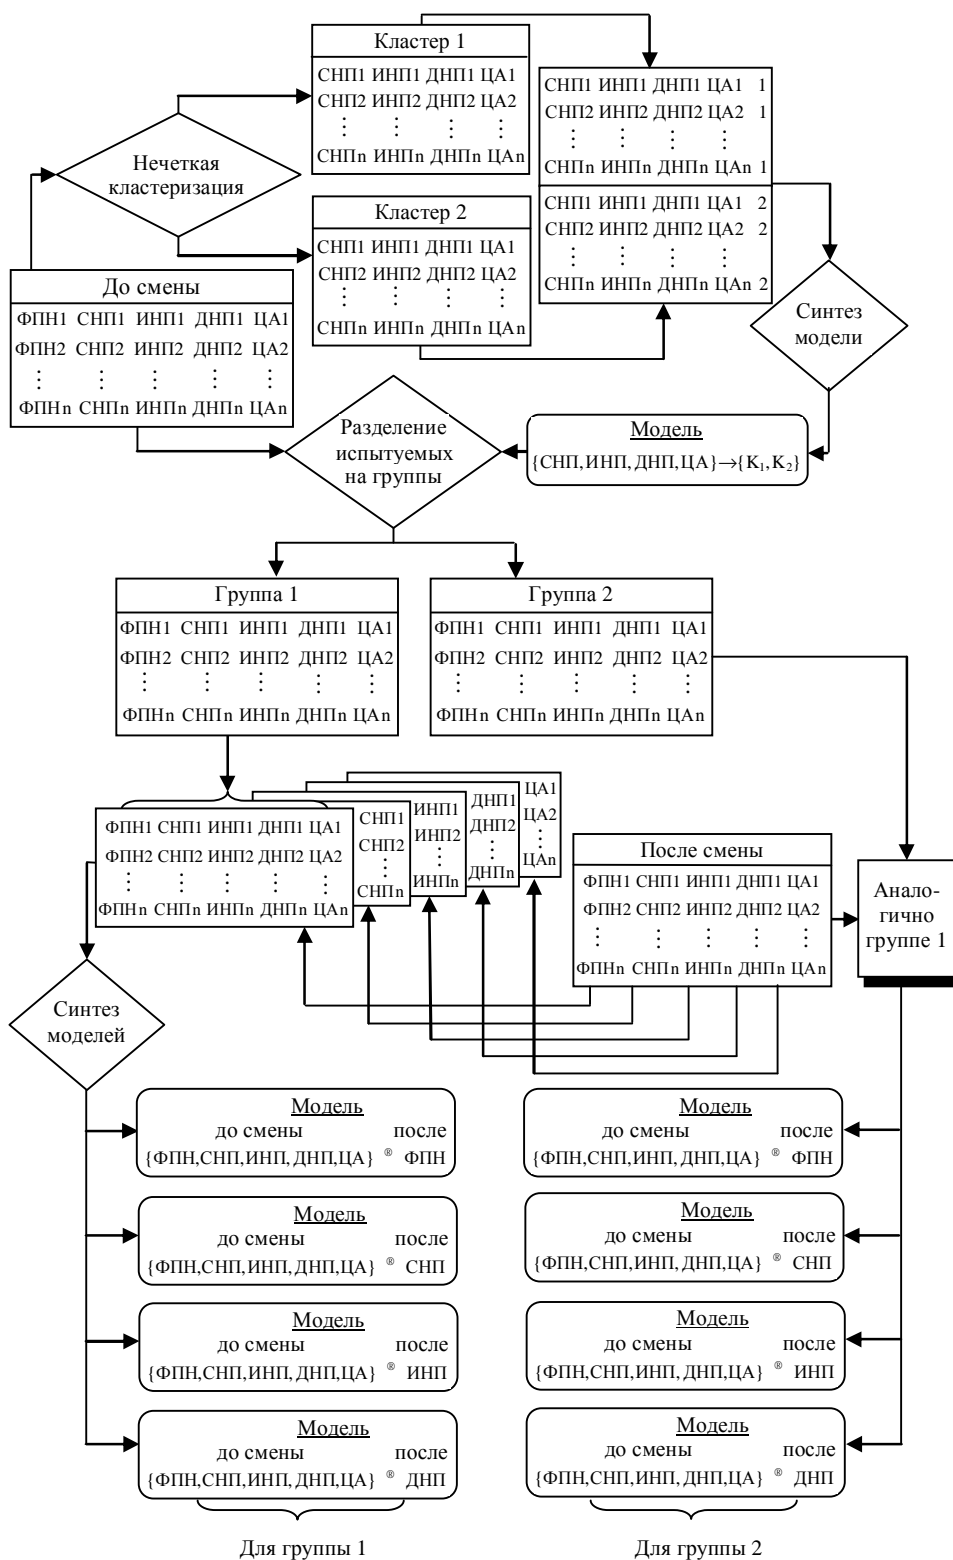 Кластер 1
СНП1 ИНП1 ДНП1 ЦА1
СНП2 ИНП2 ДНП2 ЦА2
⋮ ⋮ ⋮ ⋮
СНПn ИНПn ДНПn ЦАn
СНП1 ИНП1 ДНП1 ЦА1 1
СНП2 ИНП2 ДНП2 ЦА2 1
⋮ ⋮ ⋮ ⋮
СНПn ИНПn ДНПn ЦАn 1
СНП1 ИНП1 ДНП1 ЦА1 2
СНП2 ИНП2 ДНП2 ЦА2 2
⋮ ⋮ ⋮ ⋮
СНПn ИНПn ДНПn ЦАn 2
Нечеткая
кластеризация
Кластер 2
СНП1 ИНП1 ДНП1 ЦА1
СНП2 ИНП2 ДНП2 ЦА2
⋮ ⋮ ⋮ ⋮
СНПn ИНПn ДНПn ЦАn
До смены
ФПН1 СНП1 ИНП1 ДНП1 ЦА1
ФПН2 СНП2 ИНП2 ДНП2 ЦА2
⋮ ⋮ ⋮ ⋮ ⋮
ФПНn СНПn ИНПn ДНПn ЦАn
Синтез
модели
Разделение
испытуемых
на группы
Модель
{СНП,ИНП,ДНП,ЦА}→{K₁,K₂}
Группа 1
ФПН1 СНП1 ИНП1 ДНП1 ЦА1
ФПН2 СНП2 ИНП2 ДНП2 ЦА2
⋮ ⋮ ⋮ ⋮ ⋮
ФПНn СНПn ИНПn ДНПn ЦАn
Группа 2
ФПН1 СНП1 ИНП1 ДНП1 ЦА1
ФПН2 СНП2 ИНП2 ДНП2 ЦА2
⋮ ⋮ ⋮ ⋮ ⋮
ФПНn СНПn ИНПn ДНПn ЦАn
ФПН1 СНП1 ИНП1 ДНП1 ЦА1
ФПН2 СНП2 ИНП2 ДНП2 ЦА2
⋮ ⋮ ⋮ ⋮ ⋮
ФПНn СНПn ИНПn ДНПn ЦАn
СНП1
СНП2
⋮
СНПn
ИНП1
ИНП2
⋮
ИНПn
ДНП1
ДНП2
⋮
ДНПn
ЦА1
ЦА2
⋮
ЦАn
После смены
ФПН1 СНП1 ИНП1 ДНП1 ЦА1
ФПН2 СНП2 ИНП2 ДНП2 ЦА2
⋮ ⋮ ⋮ ⋮ ⋮
ФПНn СНПn ИНПn ДНПn ЦАn
Анало-
гично
группе 1
Синтез
моделей
Модель
до смены после
{ФПН,СНП,ИНП,ДНП,ЦА} ® ФПН
Модель
до смены после
{ФПН,СНП,ИНП,ДНП,ЦА} ® СНП
Модель
до смены после
{ФПН,СНП,ИНП,ДНП,ЦА} ® ИНП
Модель
до смены после
{ФПН,СНП,ИНП,ДНП,ЦА} ® ДНП
Для группы 1
Модель
до смены после
{ФПН,СНП,ИНП,ДНП,ЦА} ® ФПН
Модель
до смены после
{ФПН,СНП,ИНП,ДНП,ЦА} ® СНП
Модель
до смены после
{ФПН,СНП,ИНП,ДНП,ЦА} ® ИНП
Модель
до смены после
{ФПН,СНП,ИНП,ДНП,ЦА} ® ДНП
Для группы 2